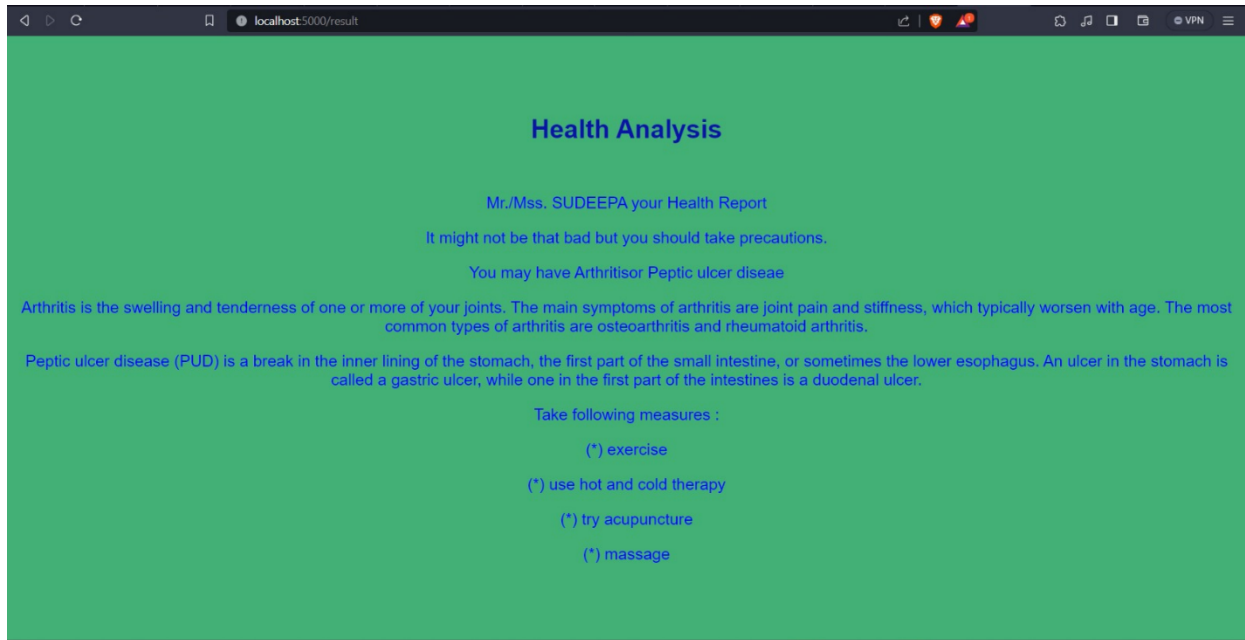 localhost:5000/result
VPN
Health Analysis
Mr./Mss. SUDEEPA your Health Report
It might not be that bad but you should take precautions.
You may have Arthritisor Peptic ulcer diseae
Arthritis is the swelling and tenderness of one or more of your joints. The main symptoms of arthritis are joint pain and stiffness, which typically worsen with age. The most
common types of arthritis are osteoarthritis and rheumatoid arthritis.
Peptic ulcer disease (PUD) is a break in the inner lining of the stomach, the first part of the small intestine, or sometimes the lower esophagus. An ulcer in the stomach is
called a gastric ulcer, while one in the first part of the intestines is a duodenal ulcer.
Take following measures :
(*) exercise
(*) use hot and cold therapy
(*) try acupuncture
(*) massage